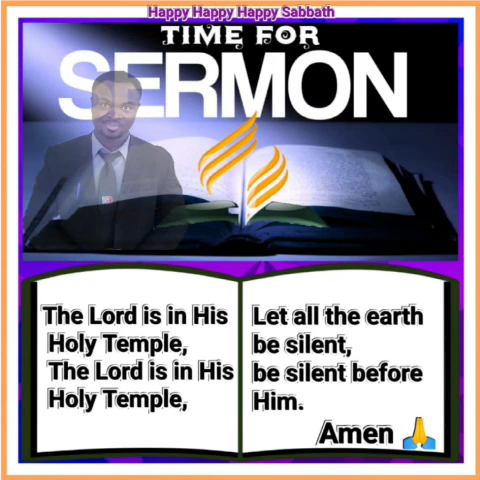 Happy Happy Happy Sabbath
TIME FOR
SERMON
The Lord is in His
Holy Temple,
The Lord is in His
Holy Temple,
Let all the earth
be silent,
be silent before
Him.
Amen 🙏